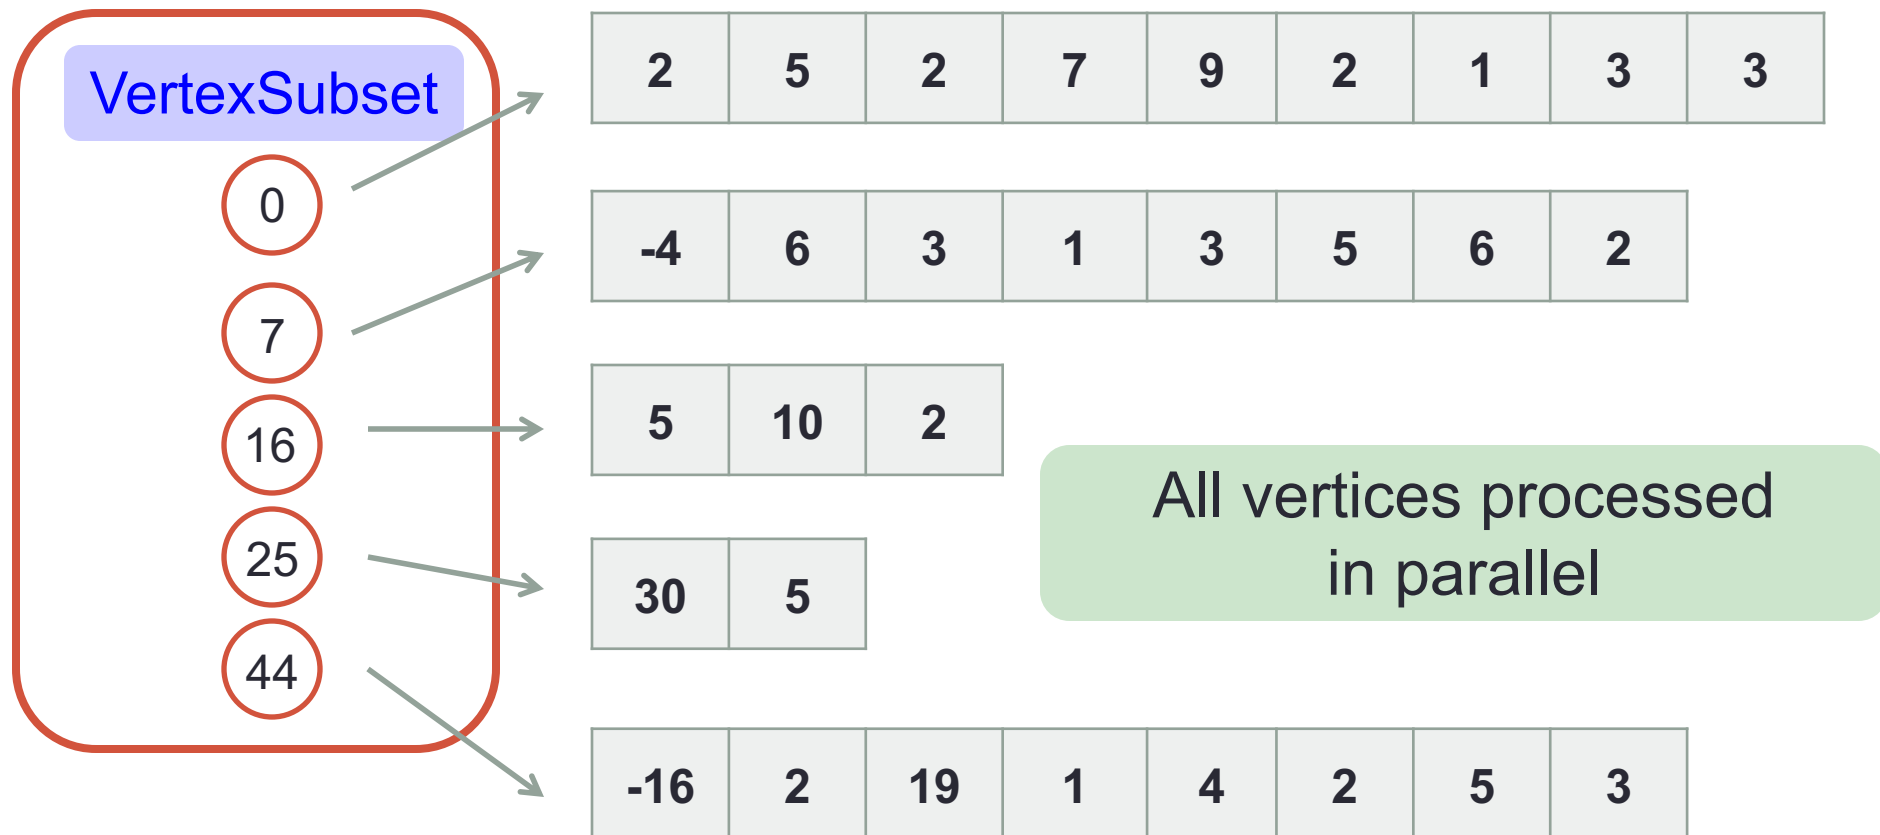 VertexSubset
0
2 5 2 7 9 2 1 3 3
7
-4 6 3 1 3 5 6 2
16
5 10 2
25
30 5
44
-16 2 19 1 4 2 5 3
All vertices processed
in parallel